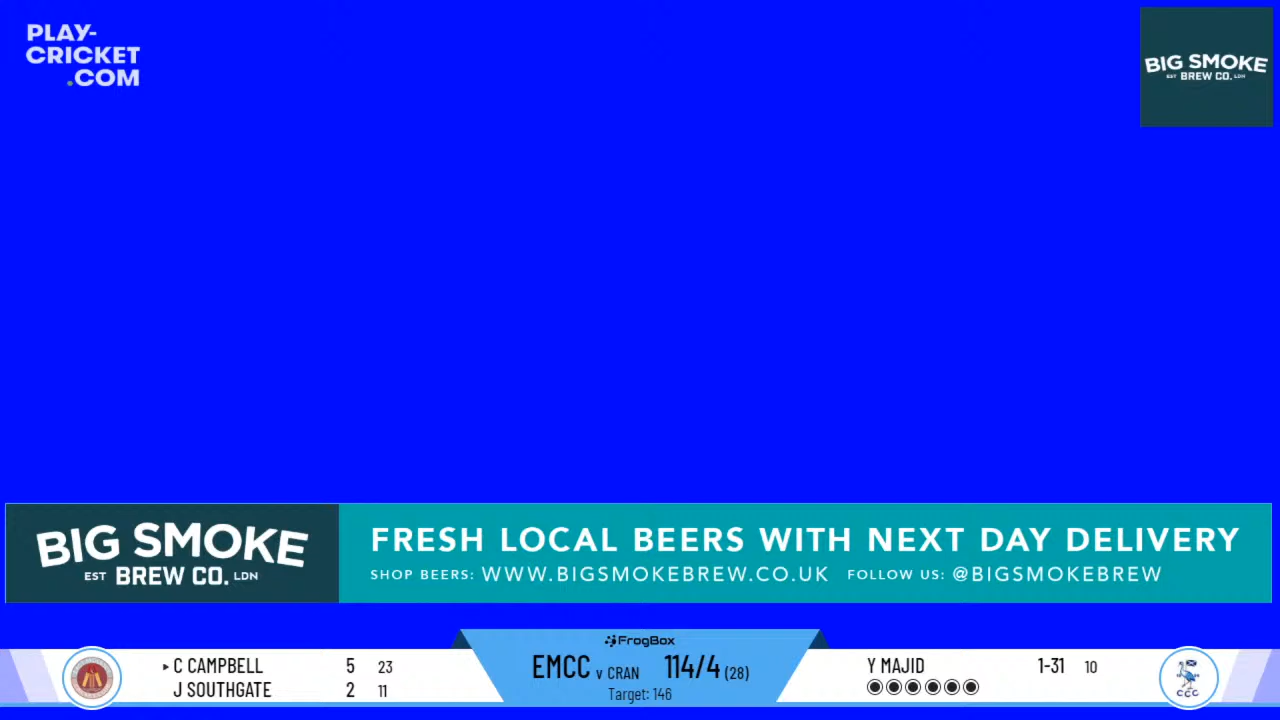 PLAY-
CRICKET
.COM
BIG SMOKE
EST BREW CO. LDN
BIG SMOKE
EST BREW CO. LDN
FRESH LOCAL BEERS WITH NEXT DAY DELIVERY
SHOP BEERS: WWW.BIGSMOKEBREW.CO.UK FOLLOW US: @BIGSMOKEBREW
FrogBox
C CAMPBELL 5 23
J SOUTHGATE 2 11
EMCC v CRAN 114/4 (28)
Target: 146
Y MAJID 1-31 10
CCC